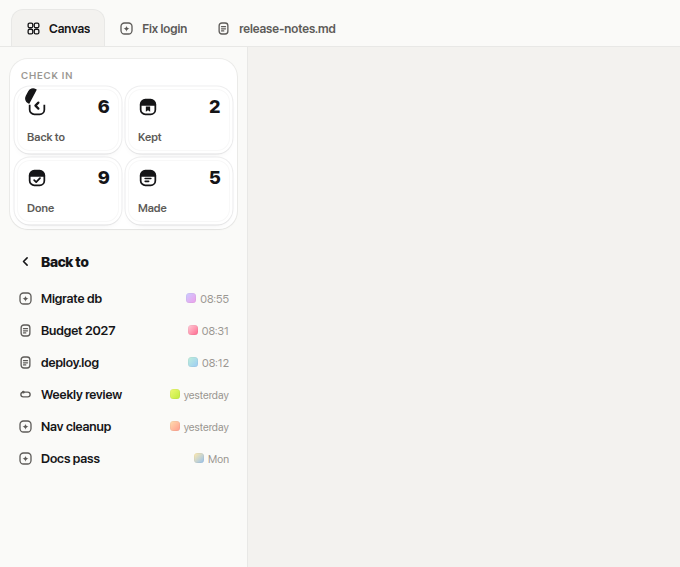 Canvas
Fix login
release-notes.md
CHECK IN
6
Back to
2
Kept
9
Done
5
Made
Back to
Migrate db 08:55
Budget 2027 08:31
deploy.log 08:12
Weekly review yesterday
Nav cleanup yesterday
Docs pass Mon